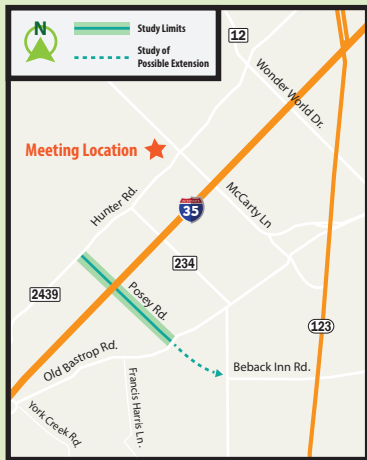 N
Study Limits
Study of
Possible Extension
12
Wonder World Dr.
Meeting Location
Hunter Rd.
McCarty Ln
INTERSTATE
35
234
2439
Posey Rd.
123
Old Bastrop Rd.
Beback Inn Rd.
Francis Harris Ln.
York Creek Rd.